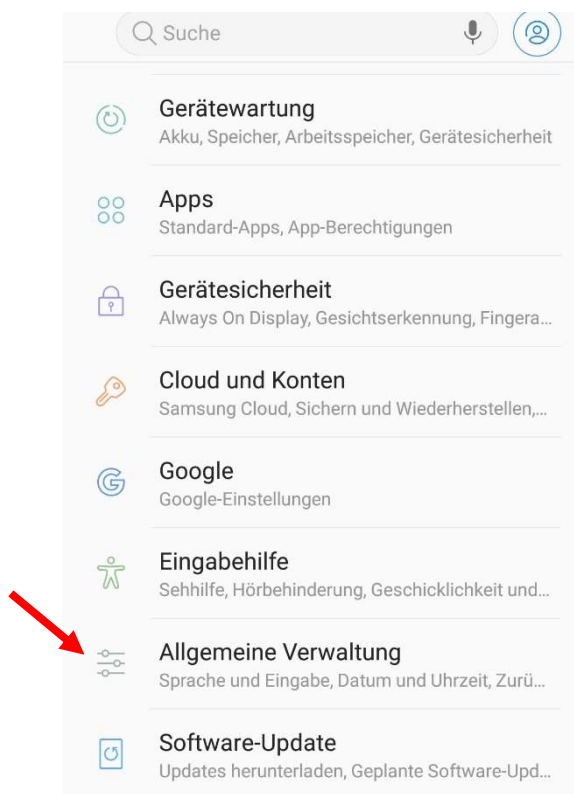 Suche
Gerätewartung
Akku, Speicher, Arbeitsspeicher, Gerätesicherheit
Apps
Standard-Apps, App-Berechtigungen
Gerätesicherheit
Always On Display, Gesichtserkennung, Fingera...
Cloud und Konten
Samsung Cloud, Sichern und Wiederherstellen,...
Google
Google-Einstellungen
Eingabehilfe
Sehhilfe, Hörbehinderung, Geschicklichkeit und...
Allgemeine Verwaltung
Sprache und Eingabe, Datum und Uhrzeit, Zurü...
Software-Update
Updates herunterladen, Geplante Software-Upd...